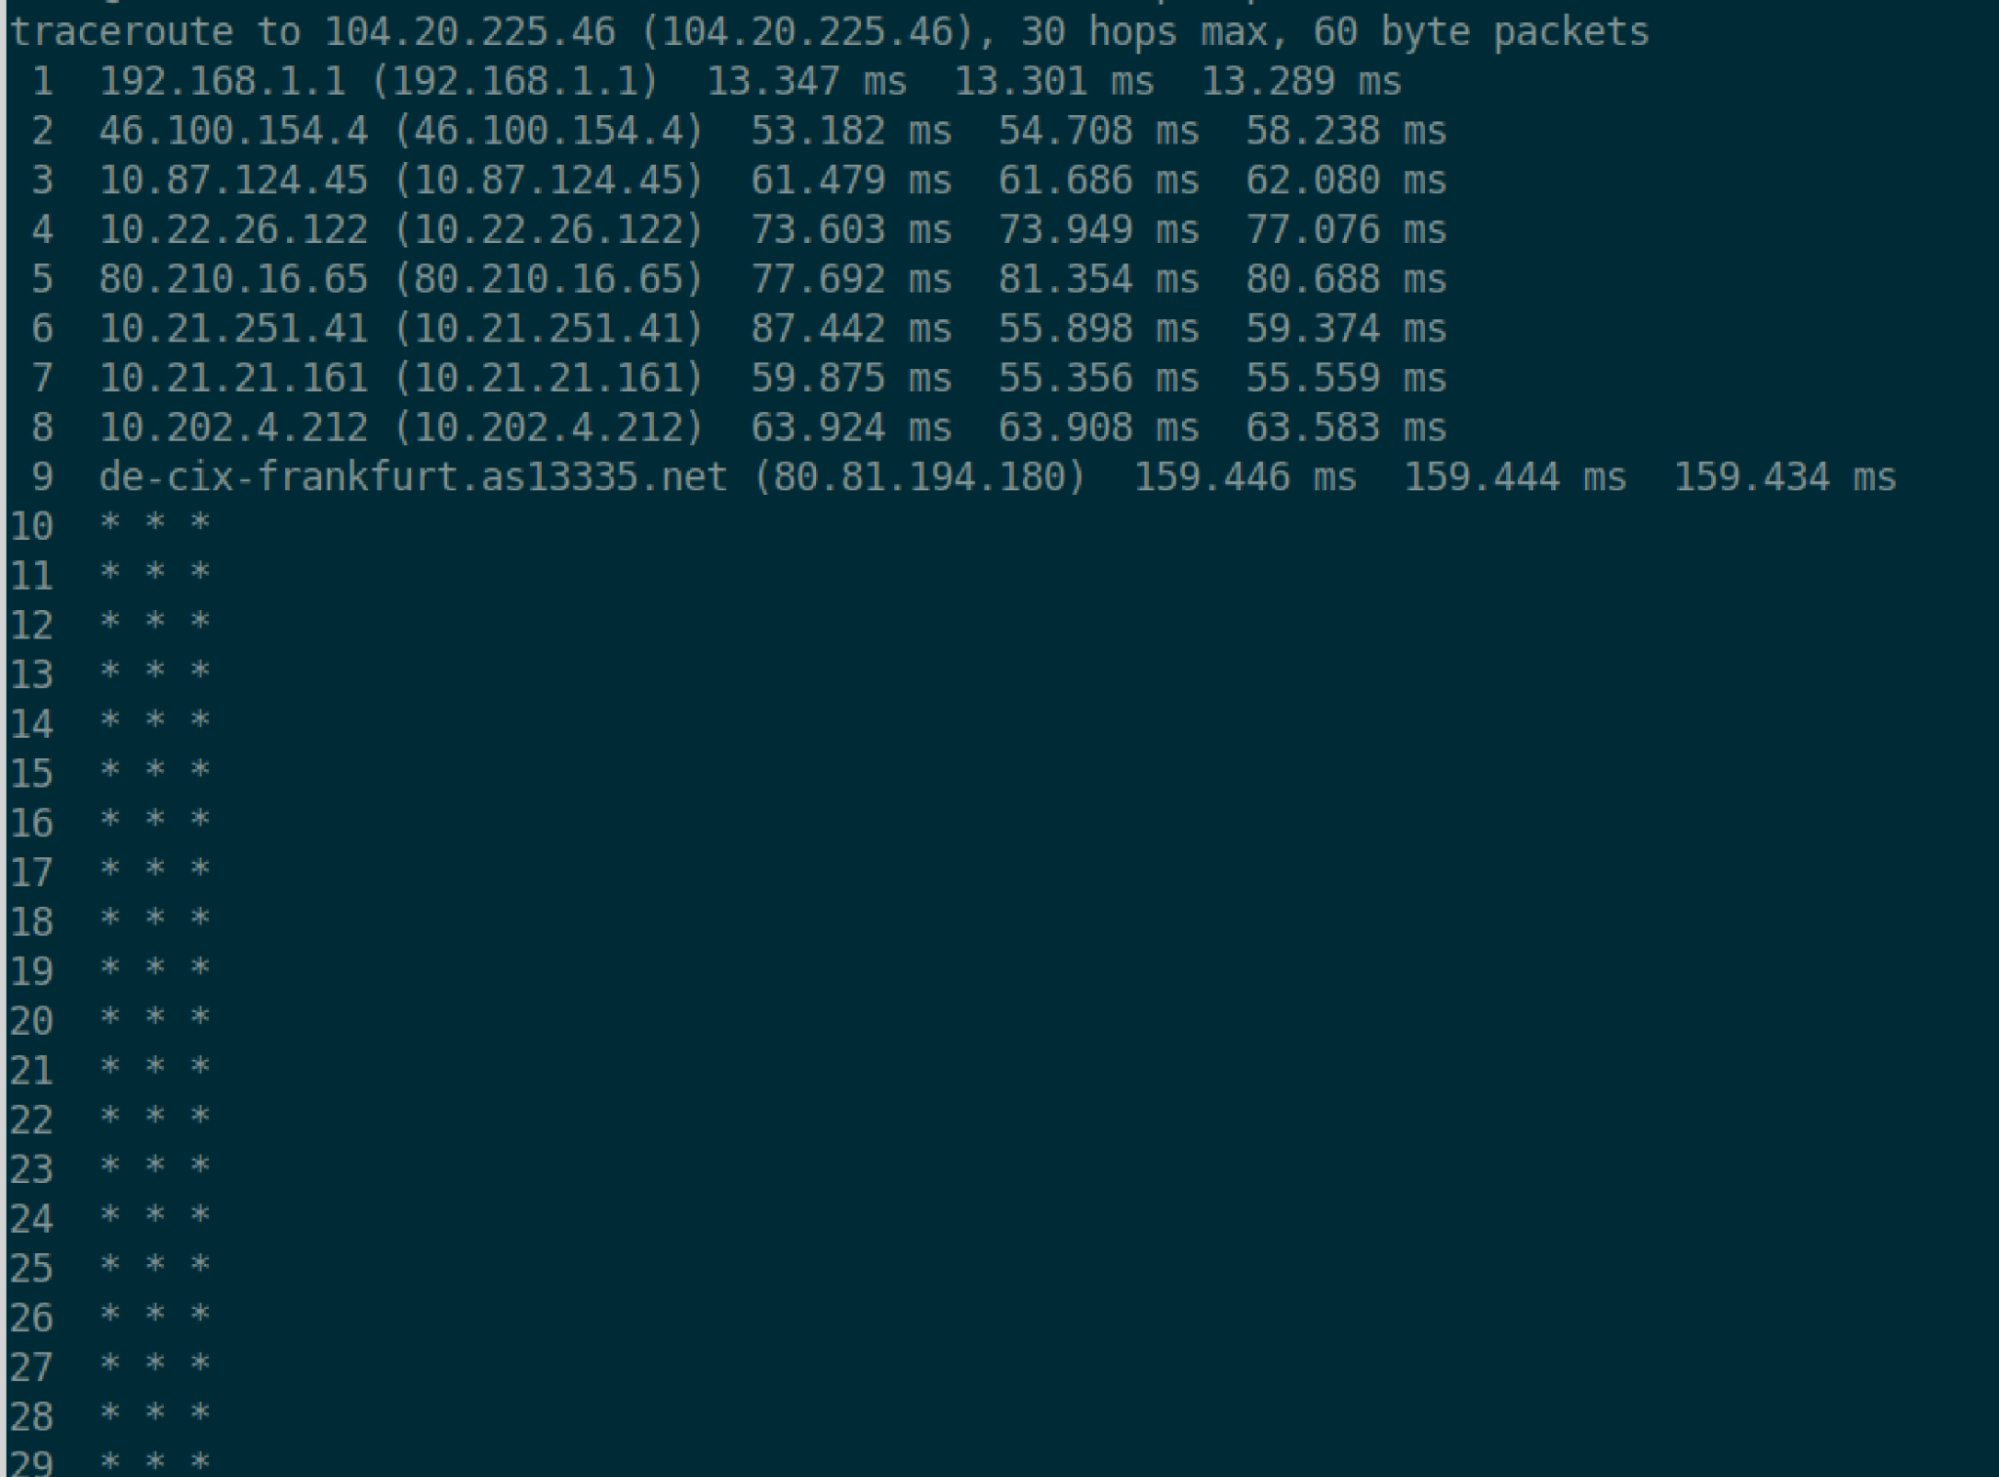 traceroute to 104.20.225.46 (104.20.225.46), 30 hops max, 60 byte packets
1 192.168.1.1 (192.168.1.1) 13.347 ms 13.301 ms 13.289 ms
2 46.100.154.4 (46.100.154.4) 53.182 ms 54.708 ms 58.238 ms
3 10.87.124.45 (10.87.124.45) 61.479 ms 61.686 ms 62.080 ms
4 10.22.26.122 (10.22.26.122) 73.603 ms 73.949 ms 77.076 ms
5 80.210.16.65 (80.210.16.65) 77.692 ms 81.354 ms 80.688 ms
6 10.21.251.41 (10.21.251.41) 87.442 ms 55.898 ms 59.374 ms
7 10.21.21.161 (10.21.21.161) 59.875 ms 55.356 ms 55.559 ms
8 10.202.4.212 (10.202.4.212) 63.924 ms 63.908 ms 63.583 ms
9 de-cix-frankfurt.as13335.net (80.81.194.180) 159.446 ms 159.444 ms 159.434 ms
10 * * *
11 * * *
12 * * *
13 * * *
14 * * *
15 * * *
16 * * *
17 * * *
18 * * *
19 * * *
20 * * *
21 * * *
22 * * *
23 * * *
24 * * *
25 * * *
26 * * *
27 * * *
28 * * *
29 * * *